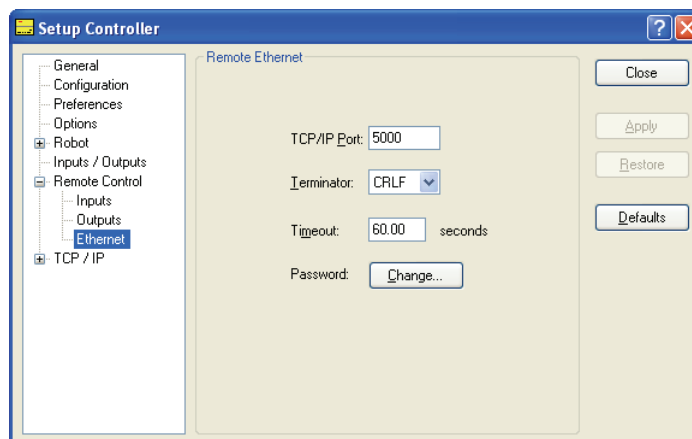 Setup Controller
General
Configuration
Preferences
Options
Robot
Inputs / Outputs
Remote Control
Inputs
Outputs
Ethernet
TCP / IP
Remote Ethernet
TCP/IP Port: 5000
Terminator: CRLF
Timeout: 60.00 seconds
Password: Change...
Close
Apply
Restore
Defaults